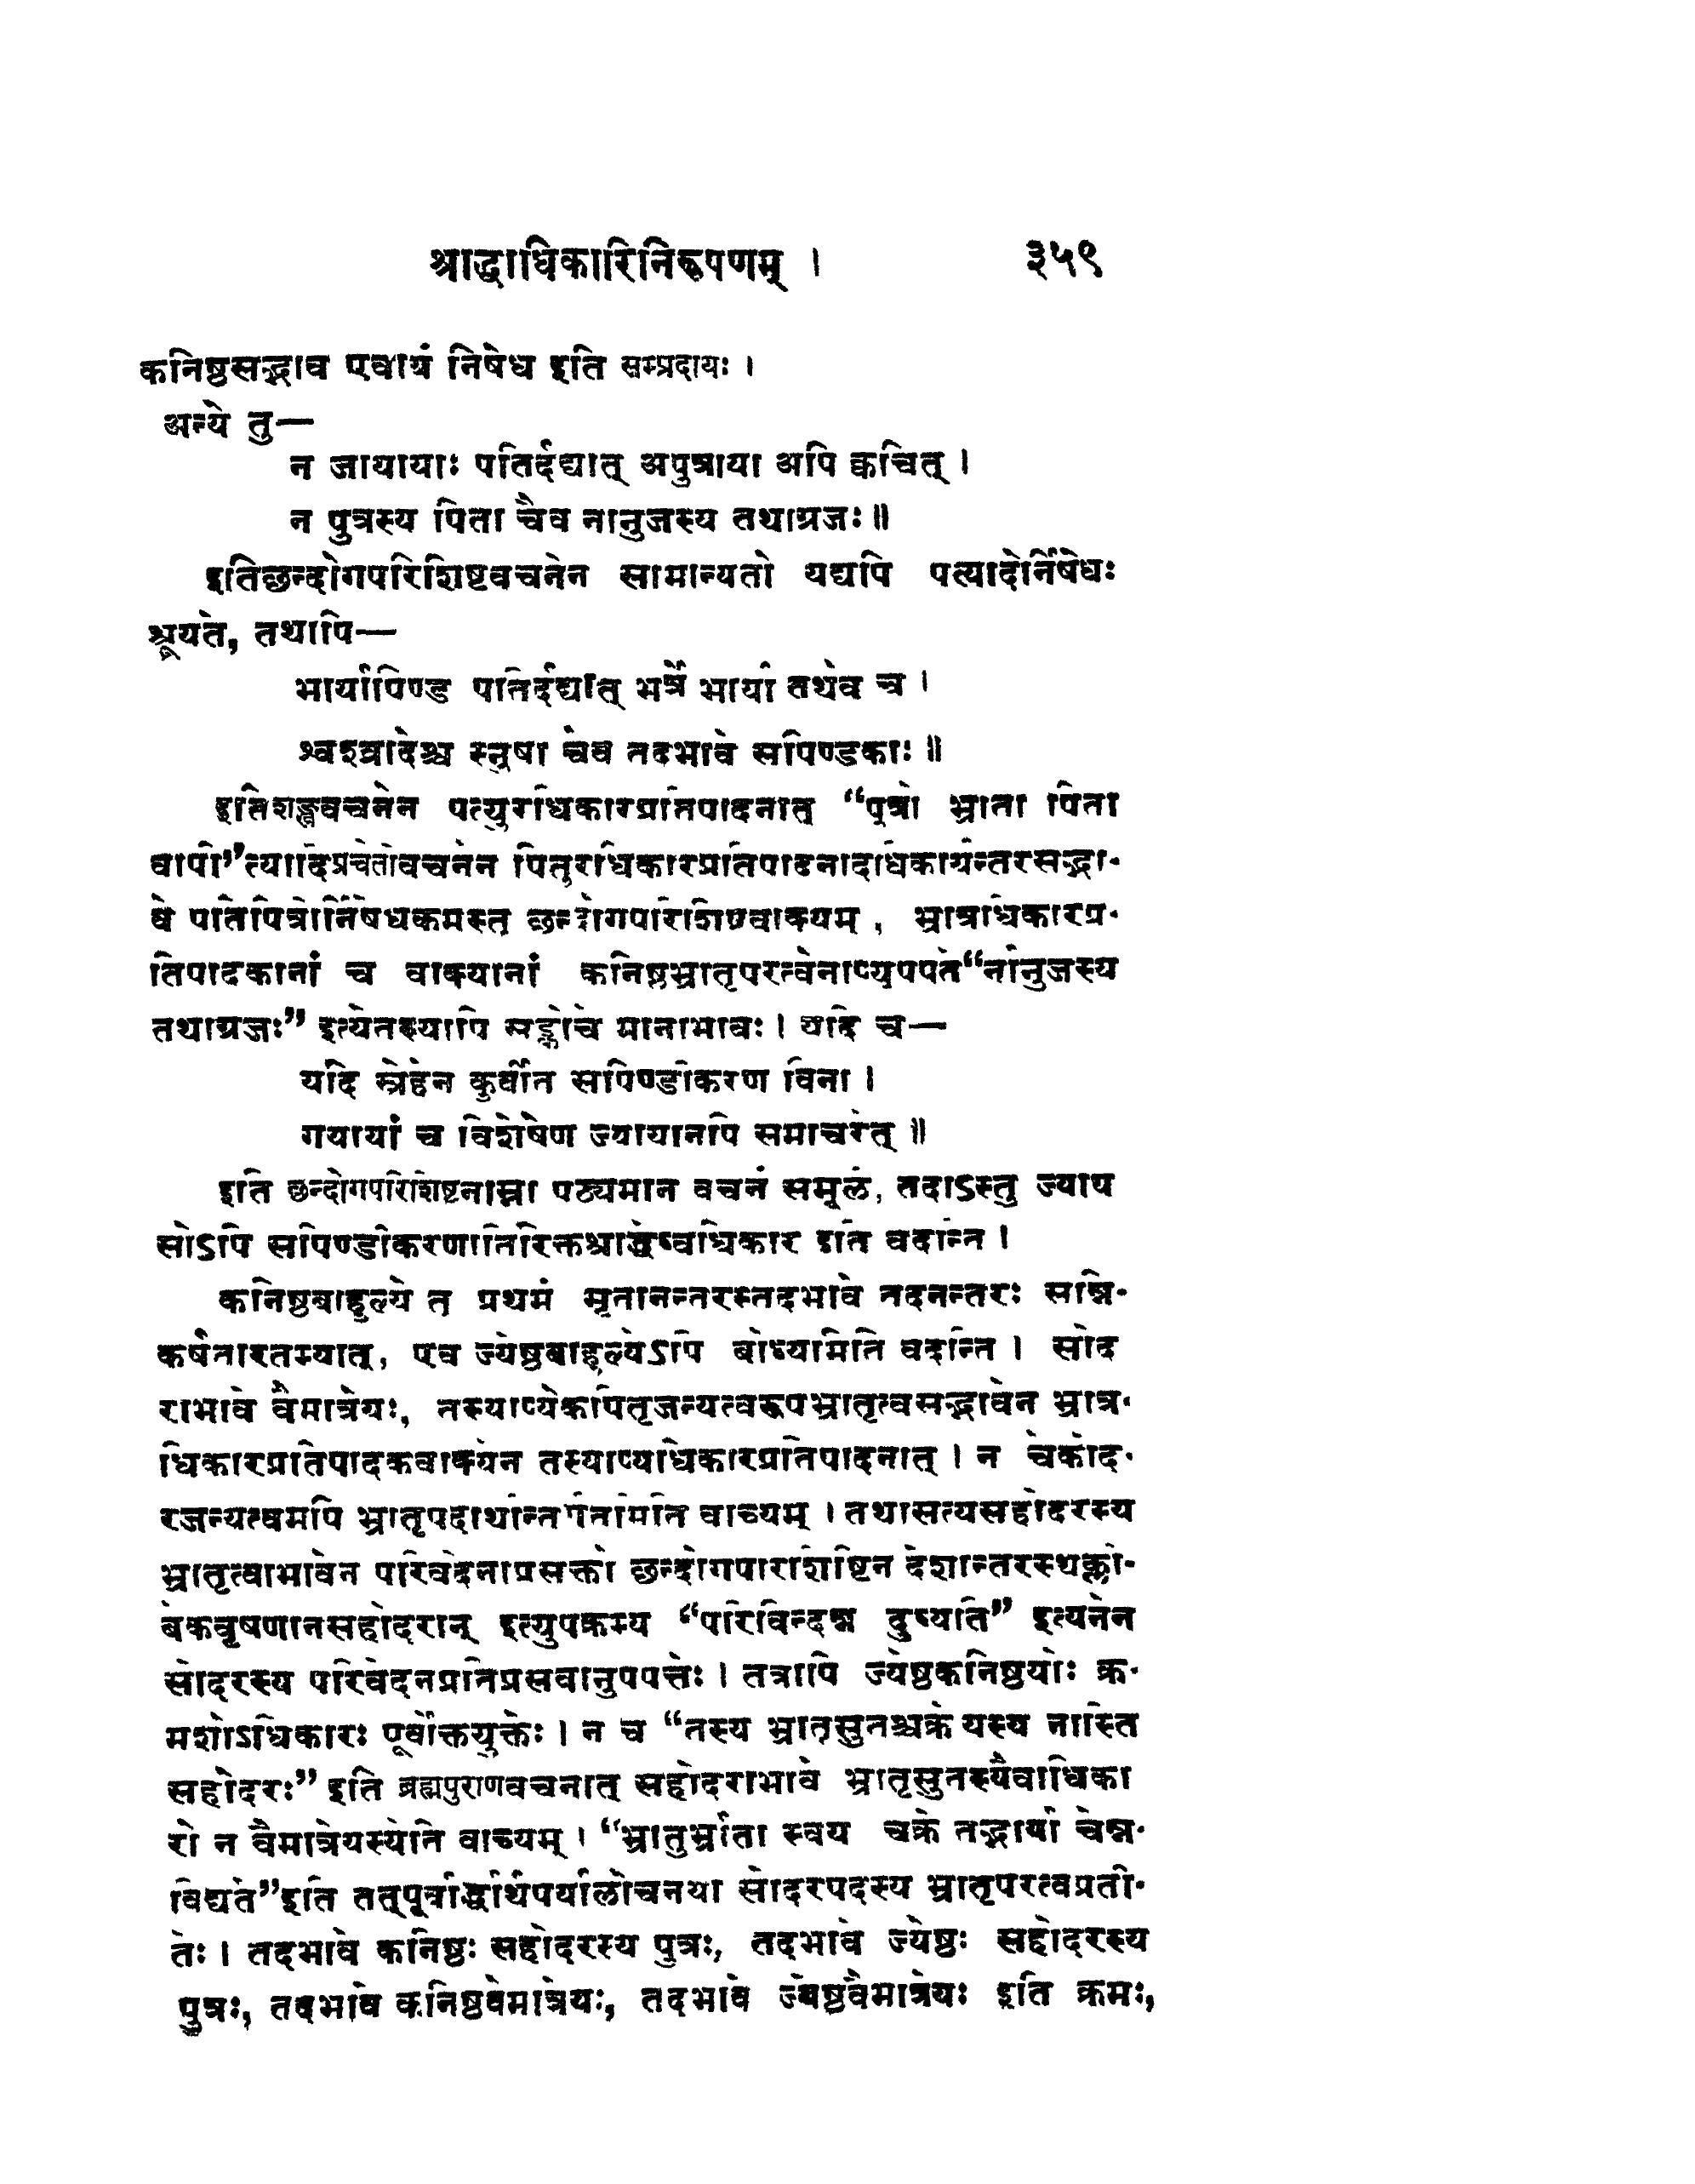 श्राद्धाधिकारिनिरूपणम् । ३५९
कनिष्ठसद्भाव एवायं निषेध इति सम्प्रदायः ।
अन्ये तु—
न जायायाः पतिर्दद्यात् अपुत्राया अपि क्वचित् ।
न पुत्रस्य पिता चैव नानुजस्य तथाग्रजः॥
इतिछन्दोगपरिशिष्टवचनेन सामान्यतो यद्यपि पत्यादेर्निषेधः
श्रूयते, तथापि—
भार्यापिण्ड पतिर्दद्यात् भर्त्रे भार्या तथैव च ।
श्वश्र्वादेश्च स्नुषा चैव तदभावे सपिण्डकाः॥
इतिशङ्खवचनेन पत्युरधिकारप्रतिपादनात् “पुत्रो भ्राता पिता
वापी”त्यादिप्रचेतोवचनेन पितुरधिकारप्रतिपादनादधिकार्यन्तरसद्भा-
वे पतिपित्रोर्निषेधकमस्तु छन्दोगपरिशिष्टवाक्यम् , भ्रात्रधिकारप्र-
तिपादकानां च वाक्यानां कनिष्ठभ्रातृपरत्वेनाप्युपपत्ते“र्नानुजस्य
तथाग्रजः” इत्येतस्यापि सङ्कोचे मानाभावः। यदि च—
यदि स्नेहेन कुर्वीत सपिण्डीकरण विना ।
गयायां च विशेषेण ज्यायानपि समाचरेत् ॥
इति छन्दोगपरिशिष्टनाम्ना पठ्यमान वचनं समूलं, तदाऽस्तु ज्याय
सोऽपि सपिण्डीकरणातिरिक्तश्राद्धेष्वधिकार इति वदन्ति ।
कनिष्ठबाहुल्ये तु प्रथमं मृतानन्तरस्तदभावे तदनन्तरः सन्नि-
कर्षतारतम्यात्, एव ज्येष्ठबाहुल्येऽपि बोध्यमिति वदन्ति । सोद
राभावे वैमात्रेयः, तस्याप्येकपितृजन्यत्वरूपभ्रातृत्वसद्भावेन भ्रात्र-
धिकारप्रतिपादकवाक्येन तस्याप्यधिकारप्रतिपादनात् । न चैकोद-
रजन्यत्वमपि भ्रातृपदार्थान्तर्गतमिति वाच्यम् । तथासत्यसहोदरस्य
भ्रातृत्वाभावेन परिवेदनाप्रसक्तौ छन्दोगपरिशिष्टेन देशान्तरस्थक्ली-
बैकवृषणानसहोदरान् इत्युपक्रम्य “परिविन्दन्न दुष्यति” इत्यनेन
सोदरस्य परिवेदनप्रतिप्रसवानुपपत्तेः । तत्रापि ज्येष्ठकनिष्ठयोः क्र-
मशोऽधिकारः पूर्वोक्तयुक्तेः । न च “तस्य भ्रातृसुतश्चक्रे यस्य नास्ति
सहोदरः” इति ब्रह्मपुराणवचनात् सहोदराभावे भ्रातृसुतस्यैवाधिका
रो न वैमात्रेयस्येति वाच्यम् । “भ्रातुर्भ्राता स्वय चक्रे तद्भार्या चेन्न-
विद्यते”इति तत्पूर्वार्द्धार्थपर्यालोचनया सोदरपदस्य भ्रातृपरत्वप्रती-
तेः । तदभावे कनिष्ठः सहोदरस्य पुत्रः, तदभावे ज्येष्ठः सहोदरस्य
पुत्रः, तदभावे कनिष्ठवैमात्रेयः, तदभावे ज्येष्ठवैमात्रेयः इति क्रमः,